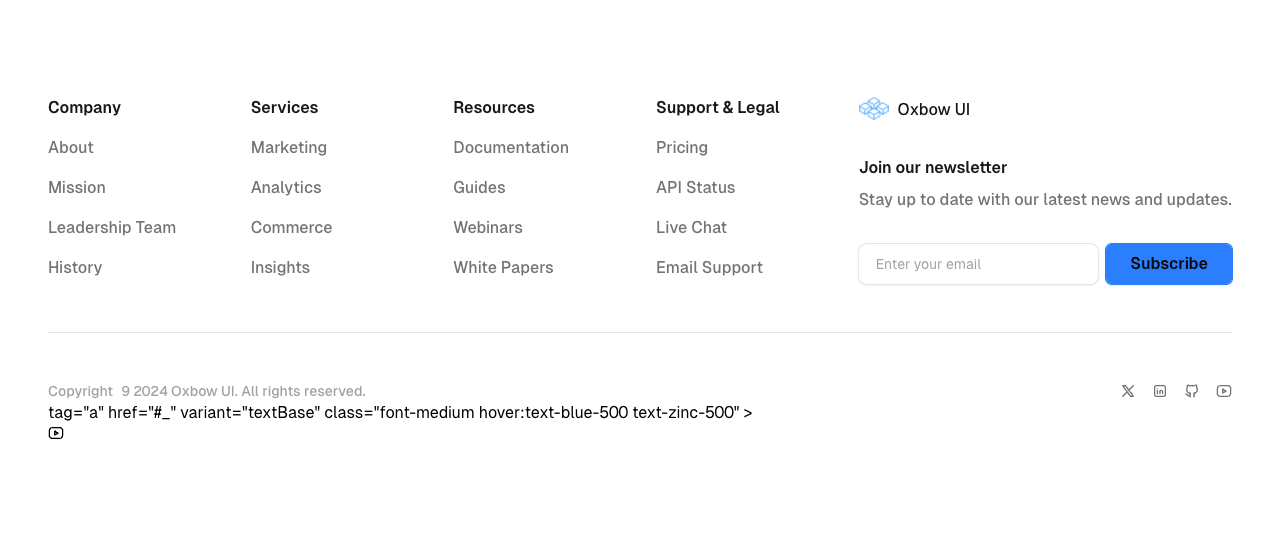 Company
About
Mission
Leadership Team
History
Services
Marketing
Analytics
Commerce
Insights
Resources
Documentation
Guides
Webinars
White Papers
Support & Legal
Pricing
API Status
Live Chat
Email Support
Oxbow UI
Join our newsletter
Stay up to date with our latest news and updates.
Enter your email
Subscribe
Copyright 9 2024 Oxbow UI. All rights reserved.
tag="a" href="#_" variant="textBase" class="font-medium hover:text-blue-500 text-zinc-500" >